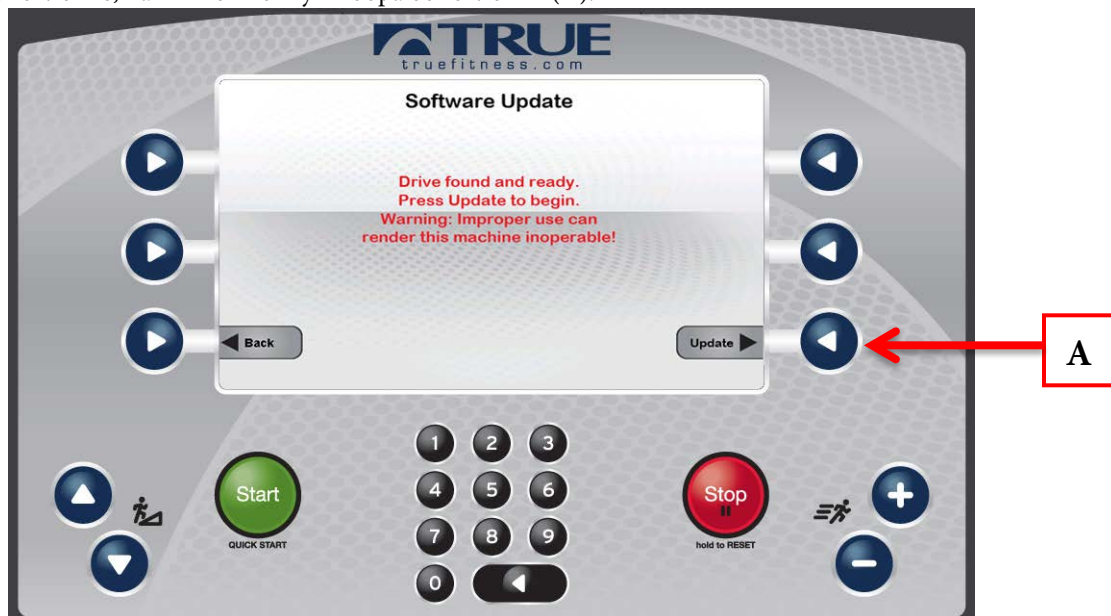 TRUE
truefitness.com
Software Update
Drive found and ready.
Press Update to begin.
Warning: Improper use can
render this machine inoperable!
Back
Update
A
1 2 3
4 5 6
7 8 9
0
Start
QUICK START
Stop
hold to RESET